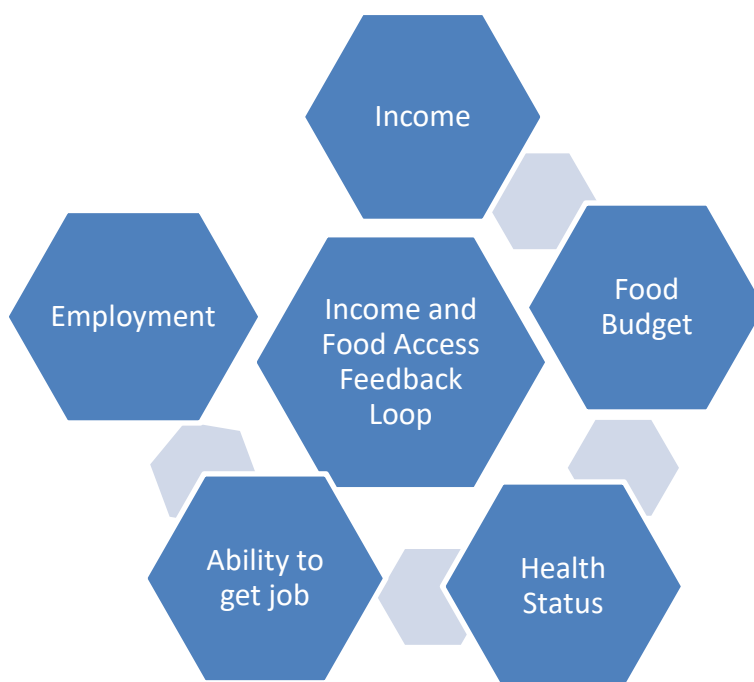 Income
Food
Budget
Employment
Income and
Food Access
Feedback
Loop
Ability to
get job
Health
Status